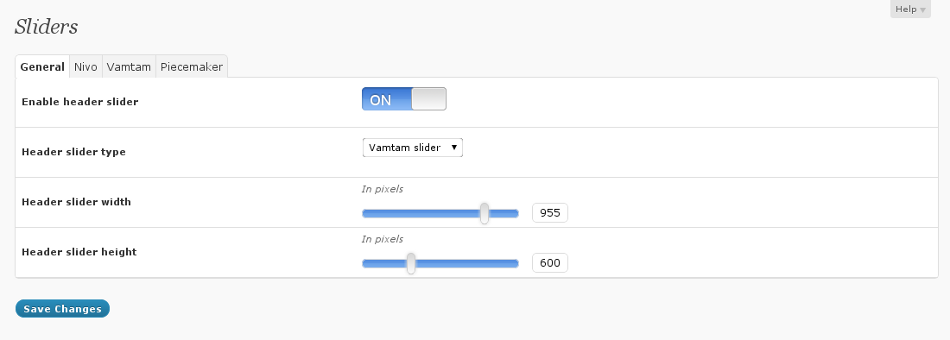 Help
Sliders
General Nivo Vamtam Piecemaker
Enable header slider ON
Header slider type Vamtam slider
In pixels
Header slider width 955
In pixels
Header slider height 600
Save Changes